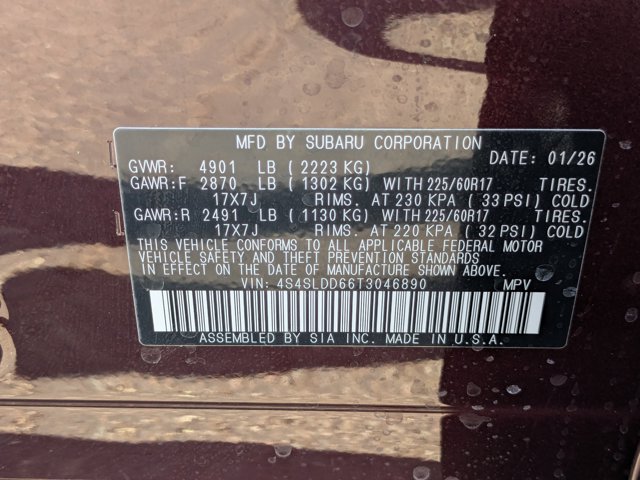 MFD BY SUBARU CORPORATION
GVWR: 4901 LB ( 2223 KG) DATE: 01/26
GAWR:F 2870 LB ( 1302 KG) WITH 225/60R17 TIRES.
17X7J RIMS. AT 230 KPA ( 33 PSI) COLD
GAWR:R 2491 LB ( 1130 KG) WITH 225/60R17 TIRES.
17X7J RIMS. AT 220 KPA ( 32 PSI) COLD
THIS VEHICLE CONFORMS TO ALL APPLICABLE FEDERAL MOTOR
VEHICLE SAFETY AND THEFT PREVENTION STANDARDS
IN EFFECT ON THE DATE OF MANUFACTURE SHOWN ABOVE.
VIN: 4S4SLDD66T3046890 MPV
ASSEMBLED BY SIA INC. MADE IN U.S.A.